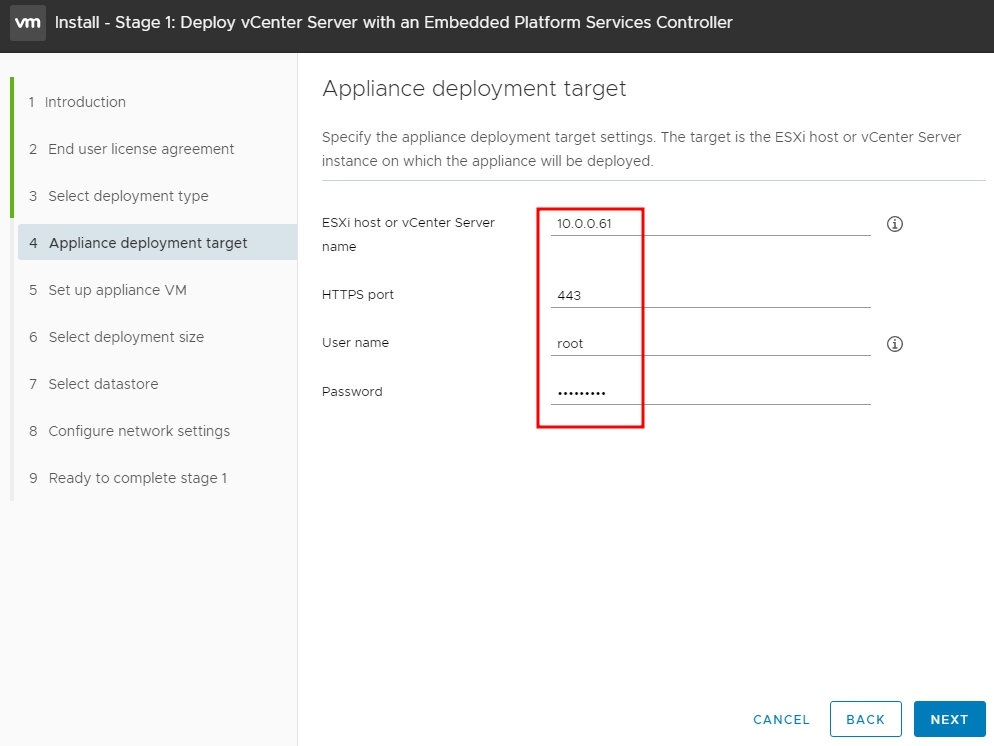 vm Install - Stage 1: Deploy vCenter Server with an Embedded Platform Services Controller
1 Introduction
2 End user license agreement
3 Select deployment type
4 Appliance deployment target
5 Set up appliance VM
6 Select deployment size
7 Select datastore
8 Configure network settings
9 Ready to complete stage 1
Appliance deployment target
Specify the appliance deployment target settings. The target is the ESXi host or vCenter Server
instance on which the appliance will be deployed.
ESXi host or vCenter Server
name
10.0.0.61
HTTPS port
443
User name
root
Password
•••••••••
CANCEL
BACK
NEXT